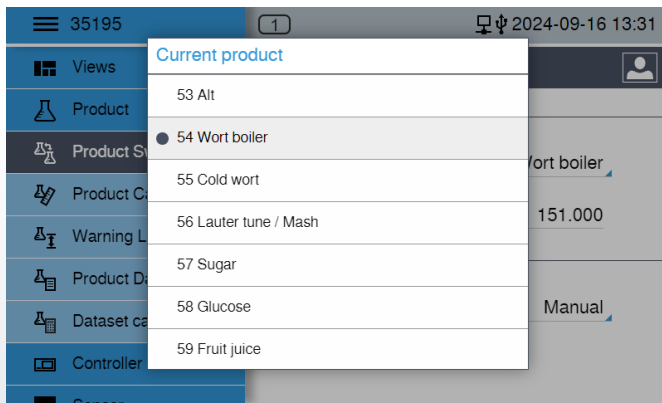 35195
1
2024-09-16 13:31
Views
Product
Product Sw
Product Ca
Warning L
Product Da
Dataset ca
Controller
Sensor
Current product
53 Alt
54 Wort boiler
55 Cold wort
56 Lauter tune / Mash
57 Sugar
58 Glucose
59 Fruit juice
Wort boiler
151.000
Manual